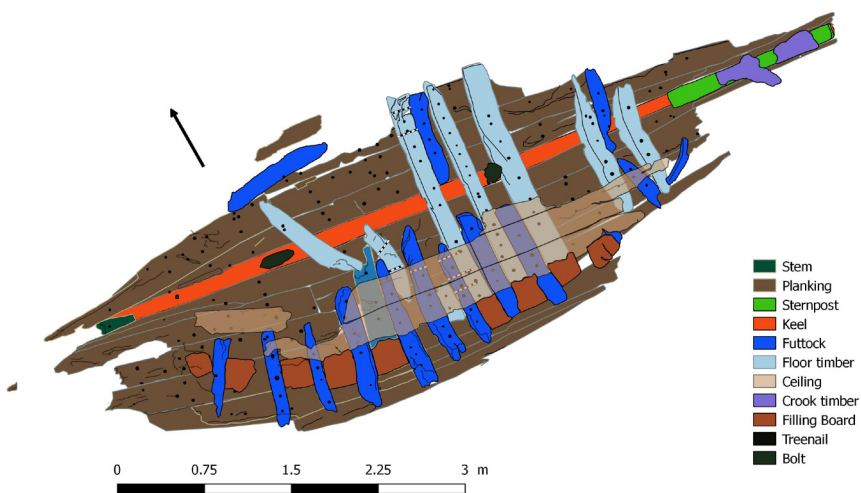 Stem
Planking
Sternpost
Keel
Futtock
Floor timber
Ceiling
Crook timber
Filling Board
Treenail
Bolt
0 0.75 1.5 2.25 3 m